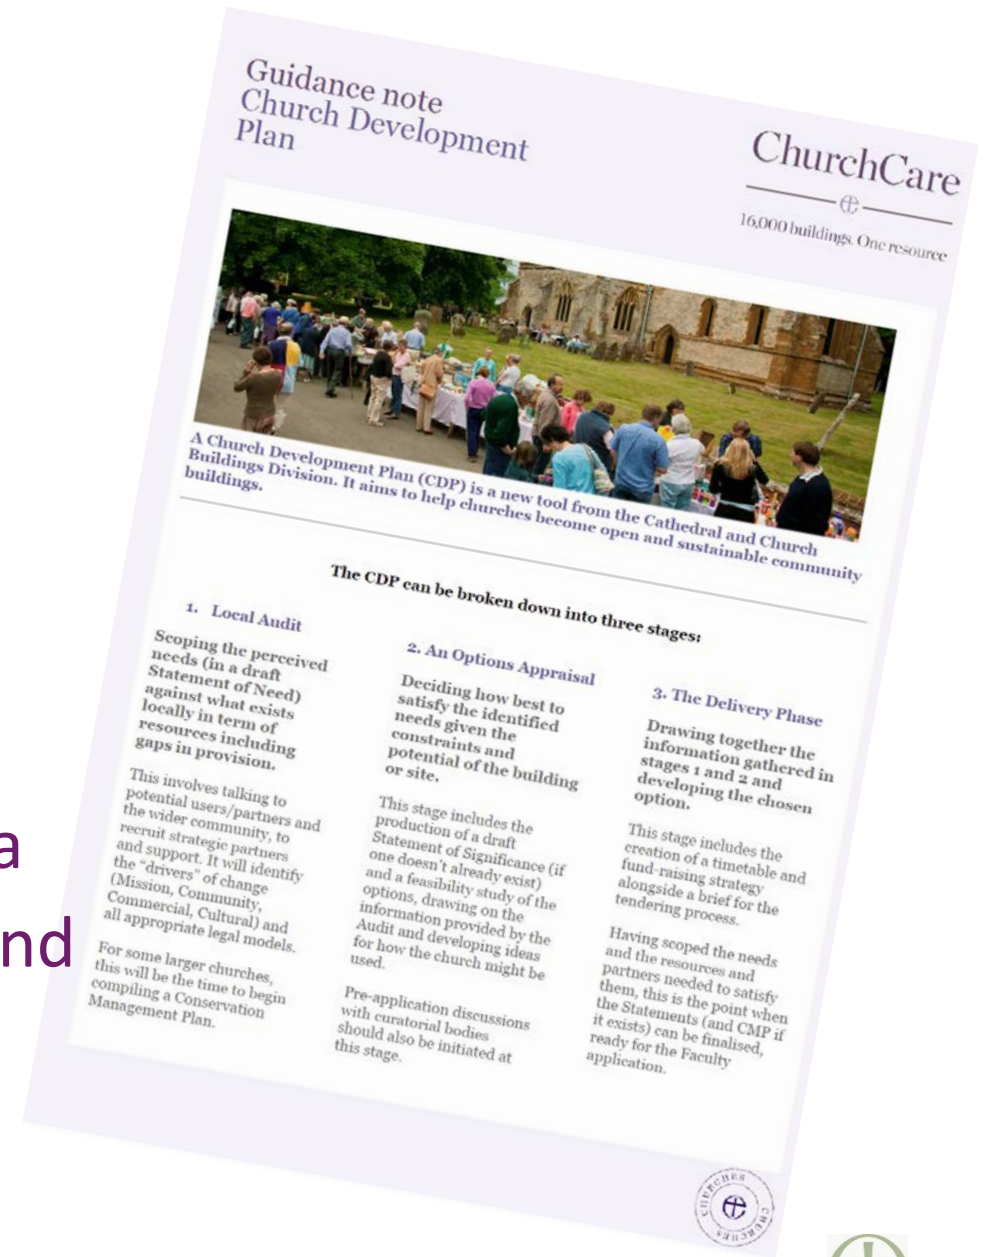 Guidance note
Church Development
Plan
ChurchCare
16,000 buildings. One resource
A Church Development Plan (CDP) is a new tool from the Cathedral and Church
Buildings Division. It aims to help churches become open and sustainable community
buildings.
The CDP can be broken down into three stages:
1. Local Audit
Scoping the perceived
needs (in a draft
Statement of Need)
against what exists
locally in term of
resources including
gaps in provision.
This involves talking to
potential users/partners and
the wider community, to
recruit strategic partners
and support. It will identify
the “drivers” of change
(Mission, Community,
Commercial, Cultural) and
all appropriate legal models.
For some larger churches,
this will be the time to begin
compiling a Conservation
Management Plan.
2. An Options Appraisal
Deciding how best to
satisfy the identified
needs given the
constraints and
potential of the building
or site.
This stage includes the
production of a draft
Statement of Significance (if
one doesn’t already exist)
and a feasibility study of the
options, drawing on the
information provided by the
Audit and developing ideas
for how the church might be
used.
Pre-application discussions
with curatorial bodies
should also be initiated at
this stage.
3. The Delivery Phase
Drawing together the
information gathered in
stages 1 and 2 and
developing the chosen
option.
This stage includes the
creation of a timetable and
fund-raising strategy
alongside a brief for the
tendering process.
Having scoped the needs
and the resources and
partners needed to satisfy
them, this is the point when
the Statements (and CMP if
it exists) can be finalised,
ready for the Faculty
application.
a
nd
CHURCHES CHURCHES CHURCHES